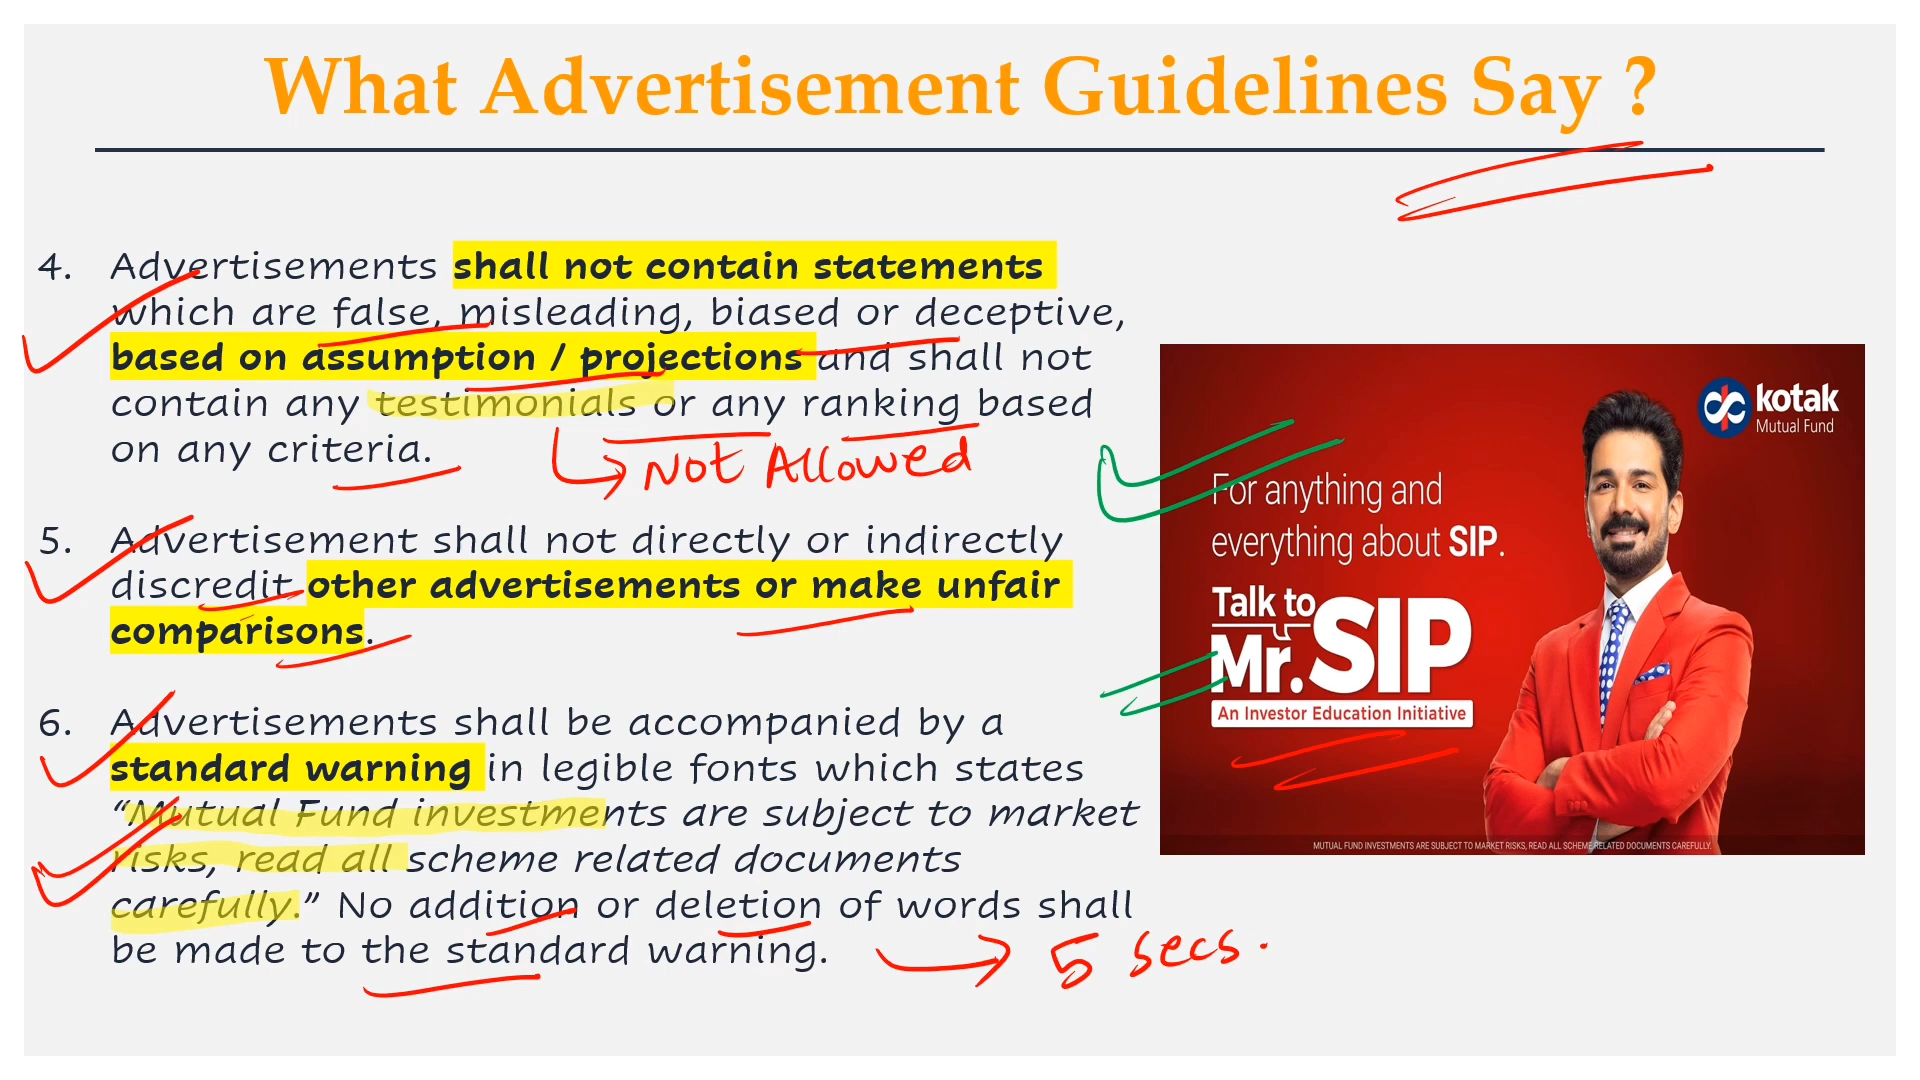 What Advertisement Guidelines Say ?
4. Advertisements shall not contain statements
which are false, misleading, biased or deceptive,
based on assumption / projections and shall not
contain any testimonials or any ranking based
on any criteria.
Not Allowed
5. Advertisement shall not directly or indirectly
discredit other advertisements or make unfair
comparisons.
6. Advertisements shall be accompanied by a
standard warning in legible fonts which states
“Mutual Fund investments are subject to market
risks, read all scheme related documents
carefully.” No addition or deletion of words shall
be made to the standard warning.
5 secs.
kotak
Mutual Fund
For anything and
everything about SIP.
Talk to
Mr. SIP
An Investor Education Initiative
MUTUAL FUND INVESTMENTS ARE SUBJECT TO MARKET RISKS, READ ALL SCHEME RELATED DOCUMENTS CAREFULLY.